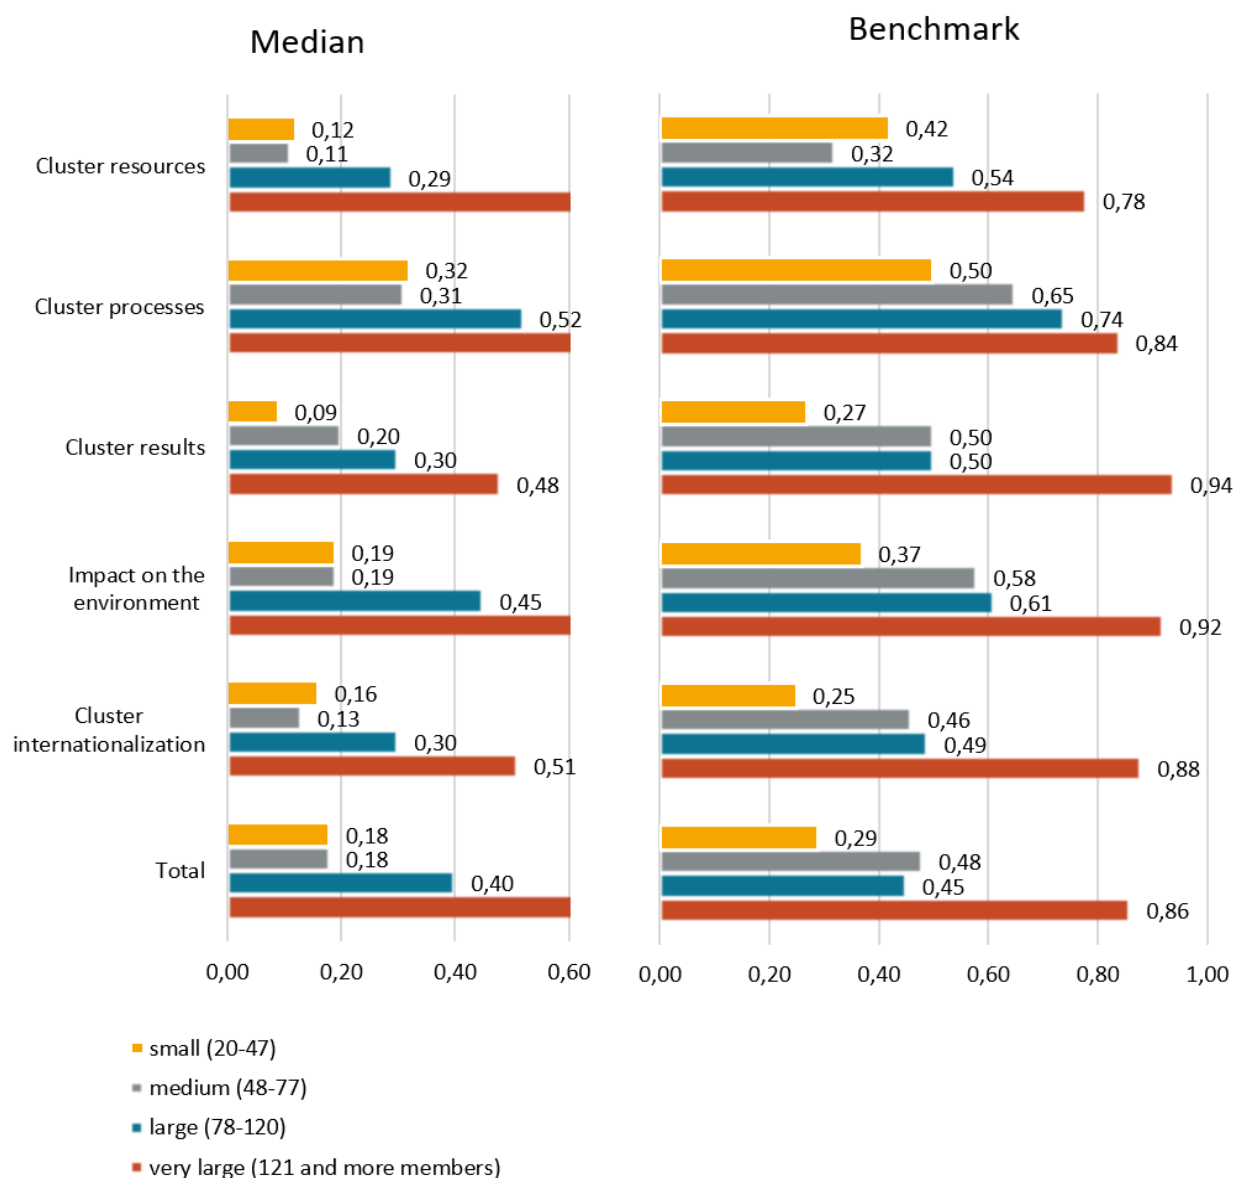 Median
Benchmark
Cluster resources
0,12
0,11
0,29
0,42
0,32
0,54
0,78
Cluster processes
0,32
0,31
0,52
0,50
0,65
0,74
0,84
Cluster results
0,09
0,20
0,30
0,48
0,27
0,50
0,50
0,94
Impact on the
environment
0,19
0,19
0,45
0,37
0,58
0,61
0,92
Cluster
internationalization
0,16
0,13
0,30
0,51
0,25
0,46
0,49
0,88
Total
0,18
0,18
0,40
0,29
0,48
0,45
0,86
0,00 0,20 0,40 0,60
0,00 0,20 0,40 0,60 0,80 1,00
small (20-47)
medium (48-77)
large (78-120)
very large (121 and more members)